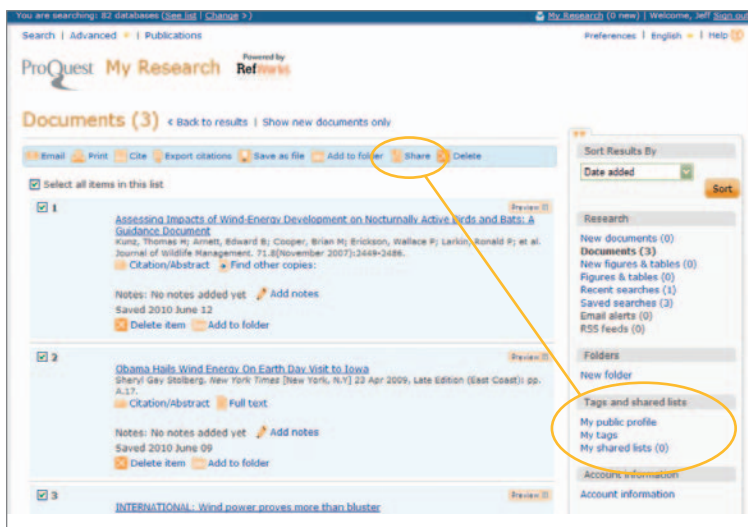 You are searching: 82 databases (See list | Change >)
My Research (0 new) | Welcome, Jeff Sign out
Search | Advanced | Publications
Preferences | English | Help
ProQuest My Research
Powered by
RefWorks
Documents (3) < Back to results | Show new documents only
Email Print Cite Export citations Save as file Add to folder Share Delete
Select all items in this list
1
Preview
Assessing Impacts of Wind-Energy Development on Nocturnally Active Birds and Bats: A
Guidance Document
Kunz, Thomas H; Arnett, Edward B; Cooper, Brian M; Erickson, Wallace P; Larkin, Ronald P; et al.
Journal of Wildlife Management. 71.8(November 2007):2449-2486.
Citation/Abstract Find other copies:
Notes: No notes added yet Add notes
Saved 2010 June 12
Delete item Add to folder
2
Preview
Obama Hails Wind Energy On Earth Day Visit to Iowa
Sheryl Gay Stolberg. New York Times [New York, N.Y] 23 Apr 2009, Late Edition (East Coast): pp.
A.17.
Citation/Abstract Full text
Notes: No notes added yet Add notes
Saved 2010 June 09
Delete item Add to folder
3
Preview
INTERNATIONAL: Wind power proves more than bluster
Sort Results By
Date added
Sort
Research
New documents (0)
Documents (3)
New figures & tables (0)
Figures & tables (0)
Recent searches (1)
Saved searches (3)
Email alerts (0)
RSS feeds (0)
Folders
New folder
Tags and shared lists
My public profile
My tags
My shared lists (0)
Account information
Account information